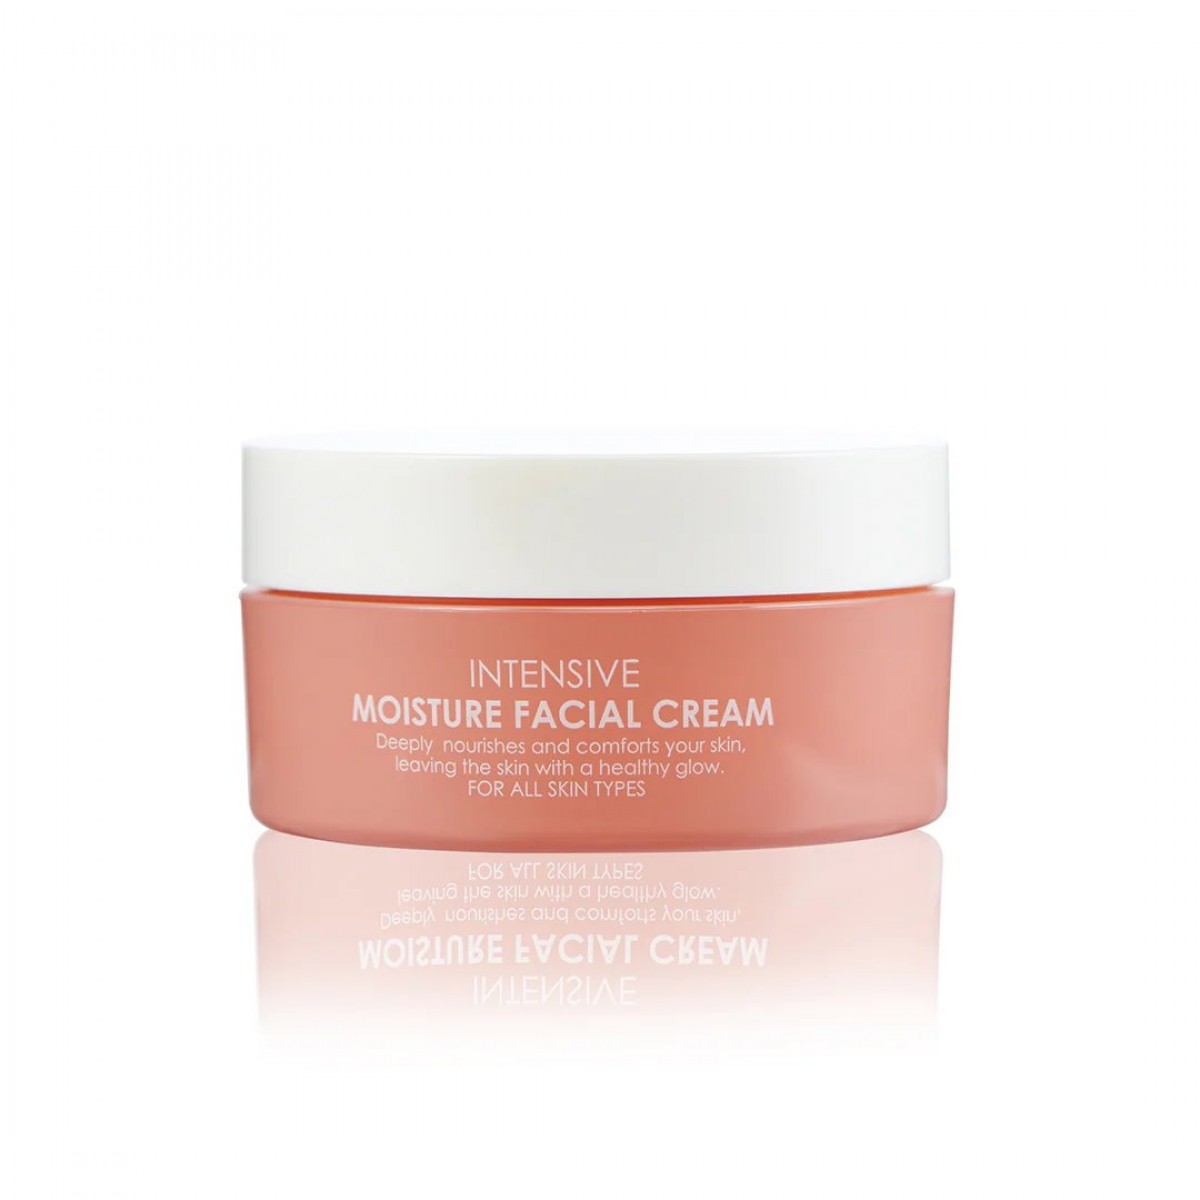 INTENSIVE
MOISTURE FACIAL CREAM
Deeply nourishes and comforts your skin,
leaving the skin with a healthy glow.
FOR ALL SKIN TYPES